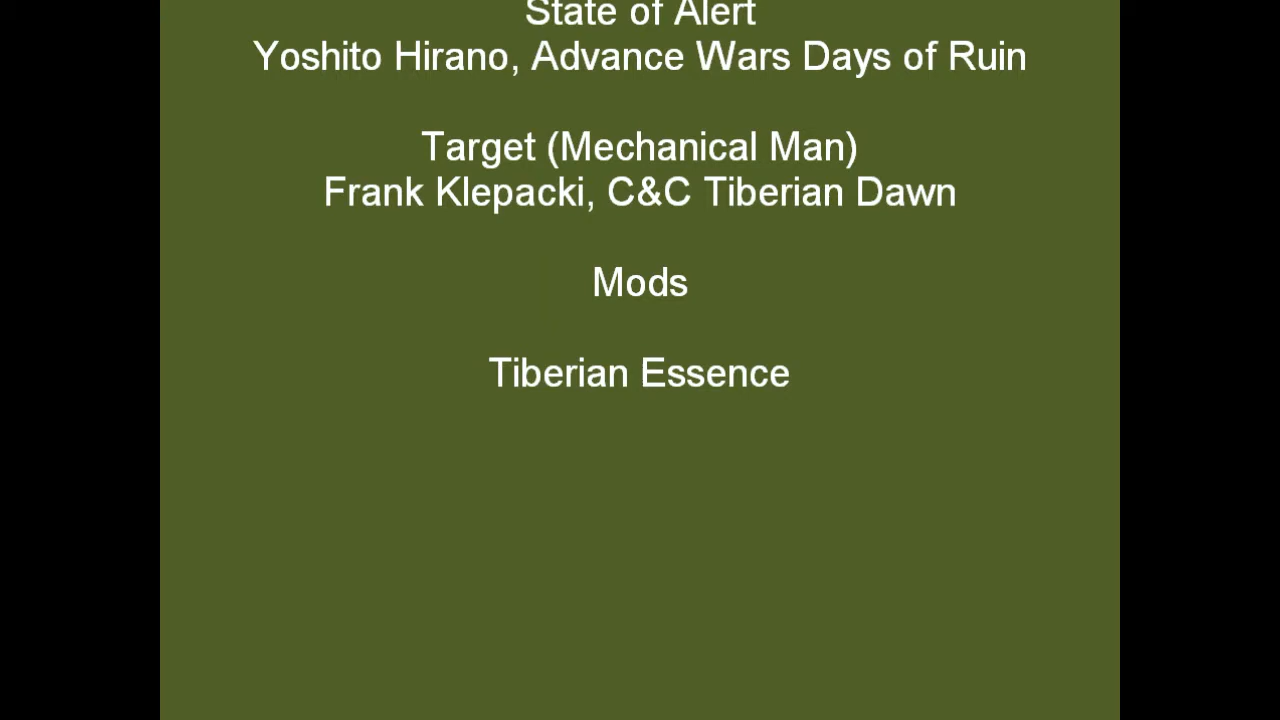 State of Alert
Yoshito Hirano, Advance Wars Days of Ruin
Target (Mechanical Man)
Frank Klepacki, C&C Tiberian Dawn
Mods
Tiberian Essence